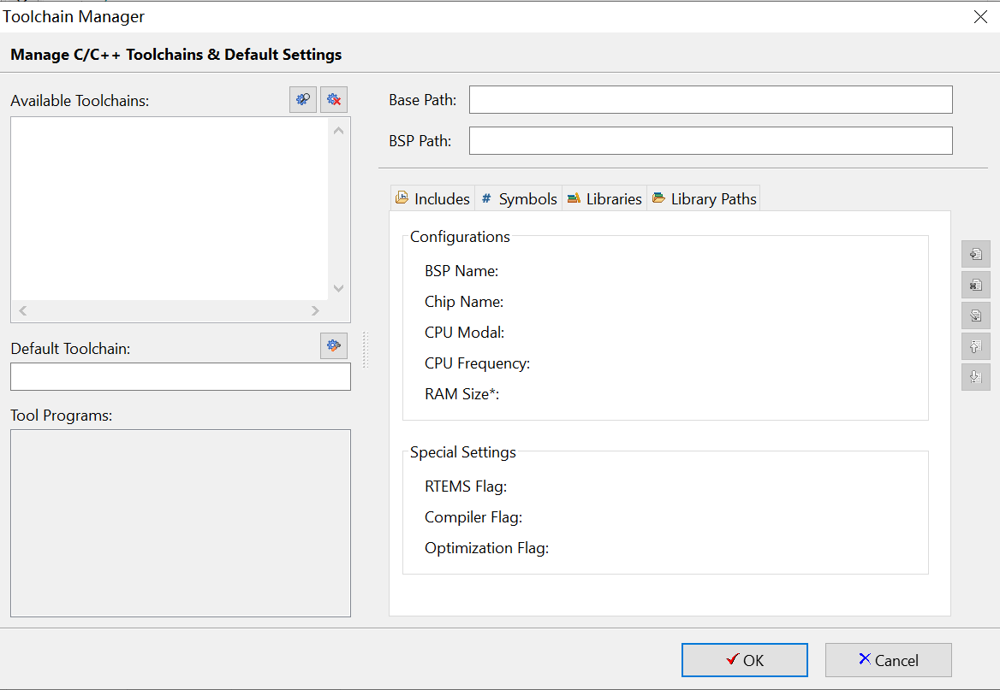 Toolchain Manager
Manage C/C++ Toolchains & Default Settings
Available Toolchains:
Base Path:
BSP Path:
Includes
# Symbols
Libraries
Library Paths
Configurations
BSP Name:
Chip Name:
CPU Modal:
CPU Frequency:
RAM Size*:
Default Toolchain:
Tool Programs:
Special Settings
RTEMS Flag:
Compiler Flag:
Optimization Flag:
OK
Cancel